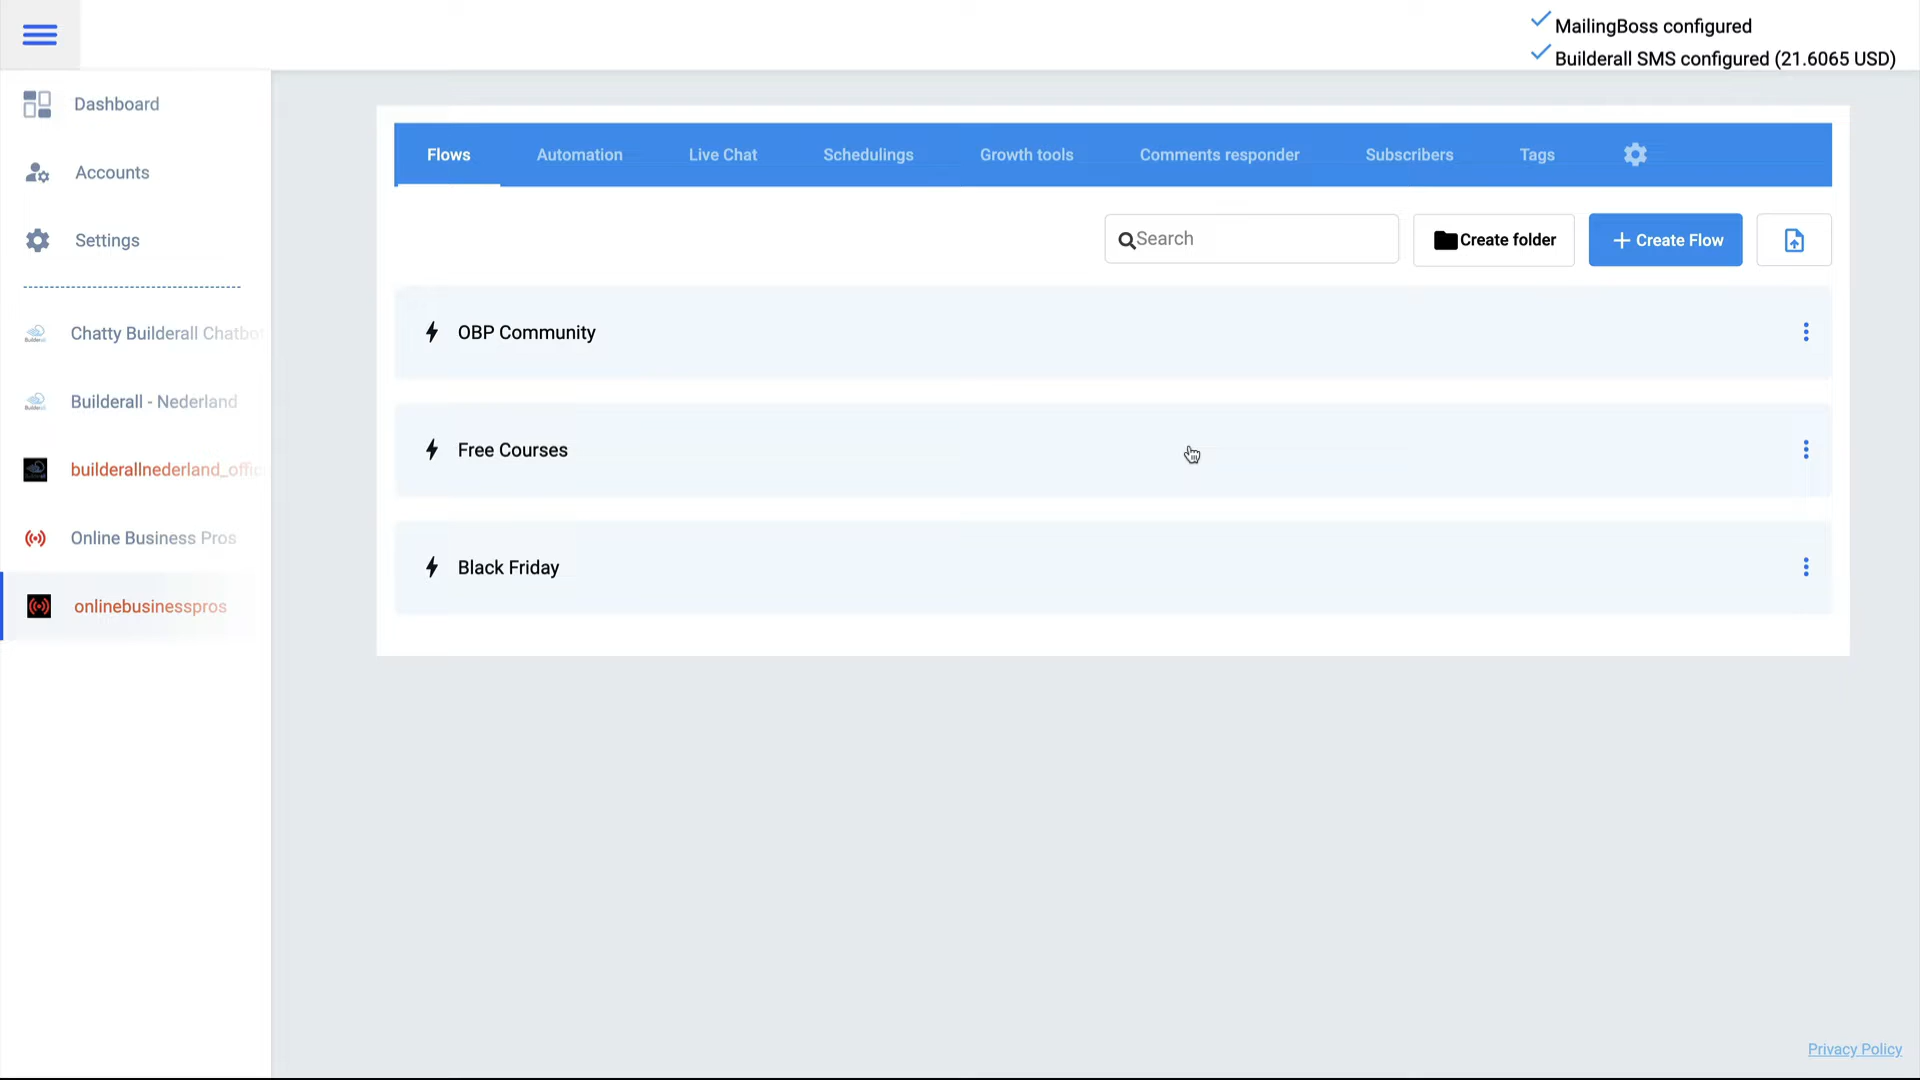 MailingBoss configured
Builderall SMS configured (21.6065 USD)
Dashboard
Accounts
Settings
Chatty Builderall Chatbot
Builderall - Nederland
builderallnederland_offic
Online Business Pros
onlinebusinesspros
Flows Automation Live Chat Schedulings Growth tools Comments responder Subscribers Tags
Search
Create folder
+ Create Flow
OBP Community
Free Courses
Black Friday
Privacy Policy